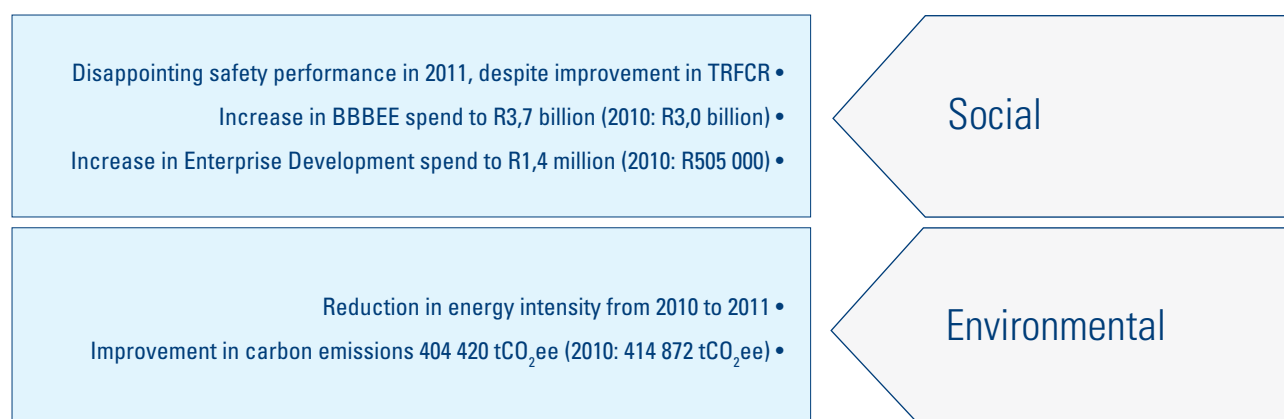 Disappointing safety performance in 2011, despite improvement in TRFCR •
Increase in BBBEE spend to R3,7 billion (2010: R3,0 billion) •
Increase in Enterprise Development spend to R1,4 million (2010: R505 000) •
Social
Reduction in energy intensity from 2010 to 2011 •
Improvement in carbon emissions 404 420 tCO₂ee (2010: 414 872 tCO₂ee) •
Environmental